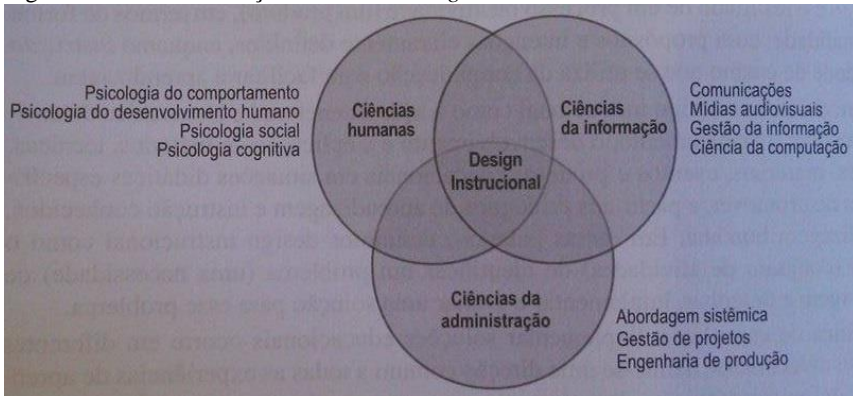 Psicologia do comportamento
Psicologia do desenvolvimento humano
Psicologia social
Psicologia cognitiva
Ciências
humanas
Ciências
da informação
Comunicações
Mídias audiovisuais
Gestão da informação
Ciência da computação
Design
Instrucional
Ciências da
administração
Abordagem sistêmica
Gestão de projetos
Engenharia de produção